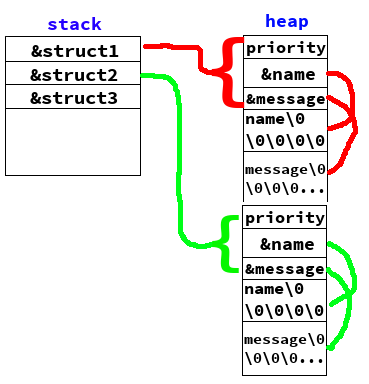 stack
heap
&struct1
&struct2
&struct3
priority
&name
&message
name\0
\0\0\0\0
message\0
\0\0\0...
priority
&name
&message
name\0
\0\0\0\0
message\0
\0\0\0...